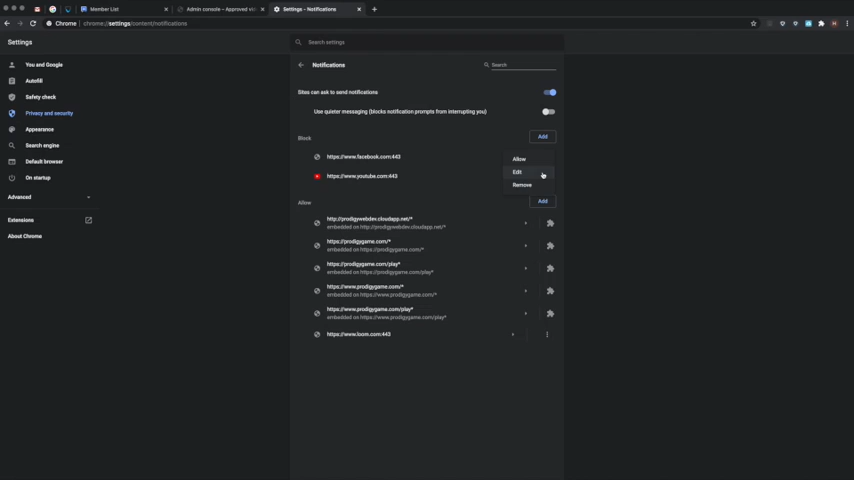 Member List
Admin console – Approved vi
Settings - Notifications
Chrome | chrome://settings/content/notifications
Settings
Search settings
You and Google
Autofill
Safety check
Privacy and security
Appearance
Search engine
Default browser
On startup
Advanced
Extensions
About Chrome
Notifications
Search
Sites can ask to send notifications
Use quieter messaging (blocks notification prompts from interrupting you)
Block
Add
https://www.facebook.com:443
https://www.youtube.com:443
Allow
Edit
Remove
Allow
Add
http://prodigywebdev.cloudapp.net/*
embedded on http://prodigywebdev.cloudapp.net/*
https://prodigygame.com/*
embedded on https://prodigygame.com/*
https://prodigygame.com/play*
embedded on https://prodigygame.com/play*
https://www.prodigygame.com/*
embedded on https://www.prodigygame.com/*
https://www.prodigygame.com/play*
embedded on https://www.prodigygame.com/play*
https://www.loom.com:443